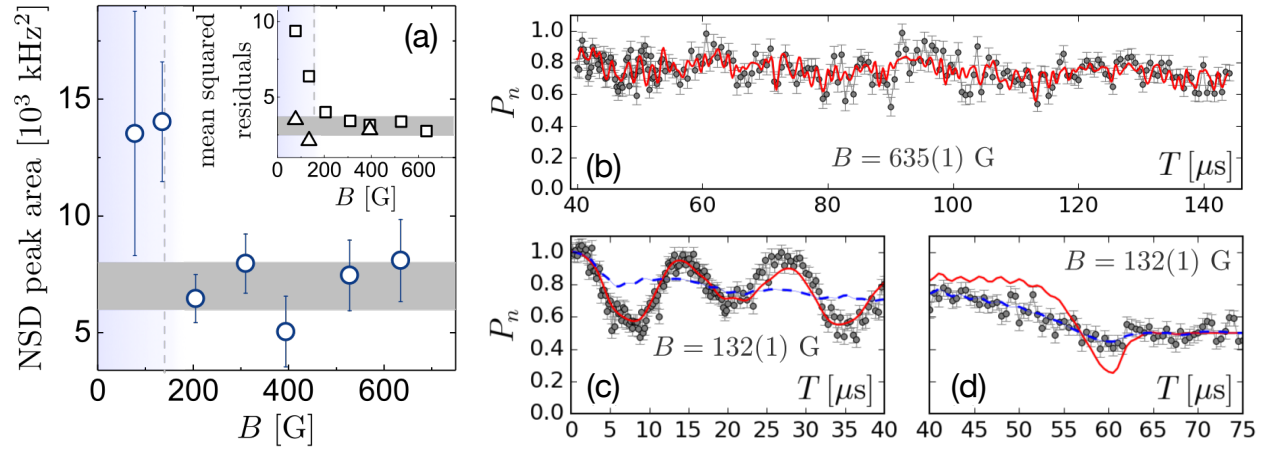 (a)
NSD peak area [10³ kHz²]
15
10
5
0
200
400
600
B [G]
mean squared
residuals
10
5
0
200
400
600
B [G]
(b)
P_n
1.0
0.8
0.6
0.4
0.2
0.0
B = 635(1) G
T [μs]
40
60
80
100
120
140
(c)
P_n
1.0
0.8
0.6
0.4
0.2
0.0
B = 132(1) G
T [μs]
0
5
10
15
20
25
30
35
40
(d)
B = 132(1) G
T [μs]
40
45
50
55
60
65
70
75